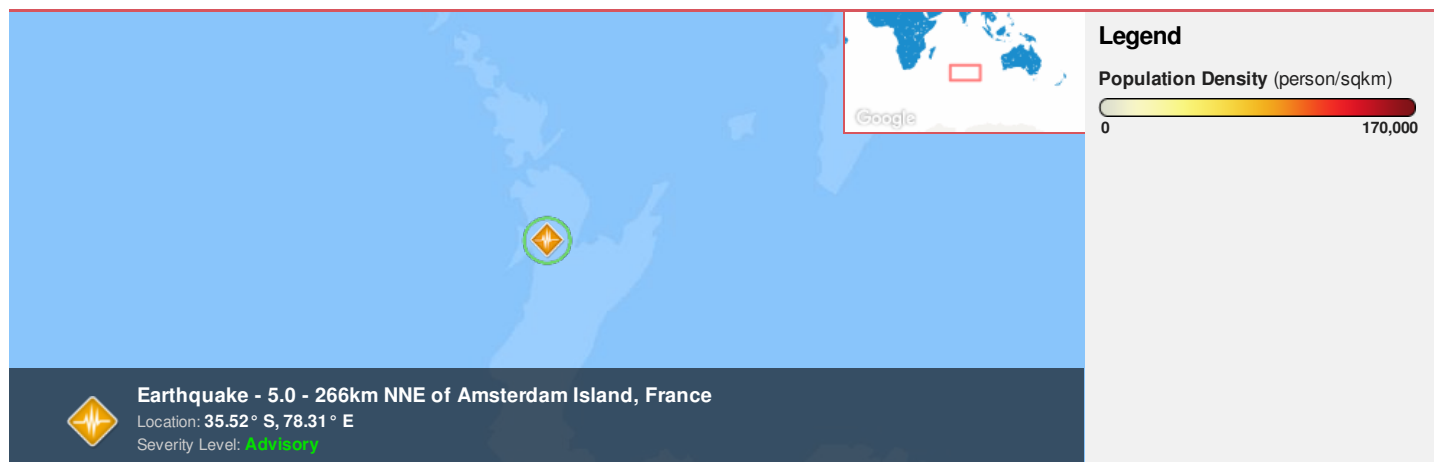 Google
Legend
Population Density (person/sqkm)
0 170,000
Earthquake - 5.0 - 266km NNE of Amsterdam Island, France
Location: 35.52° S, 78.31° E
Severity Level: Advisory